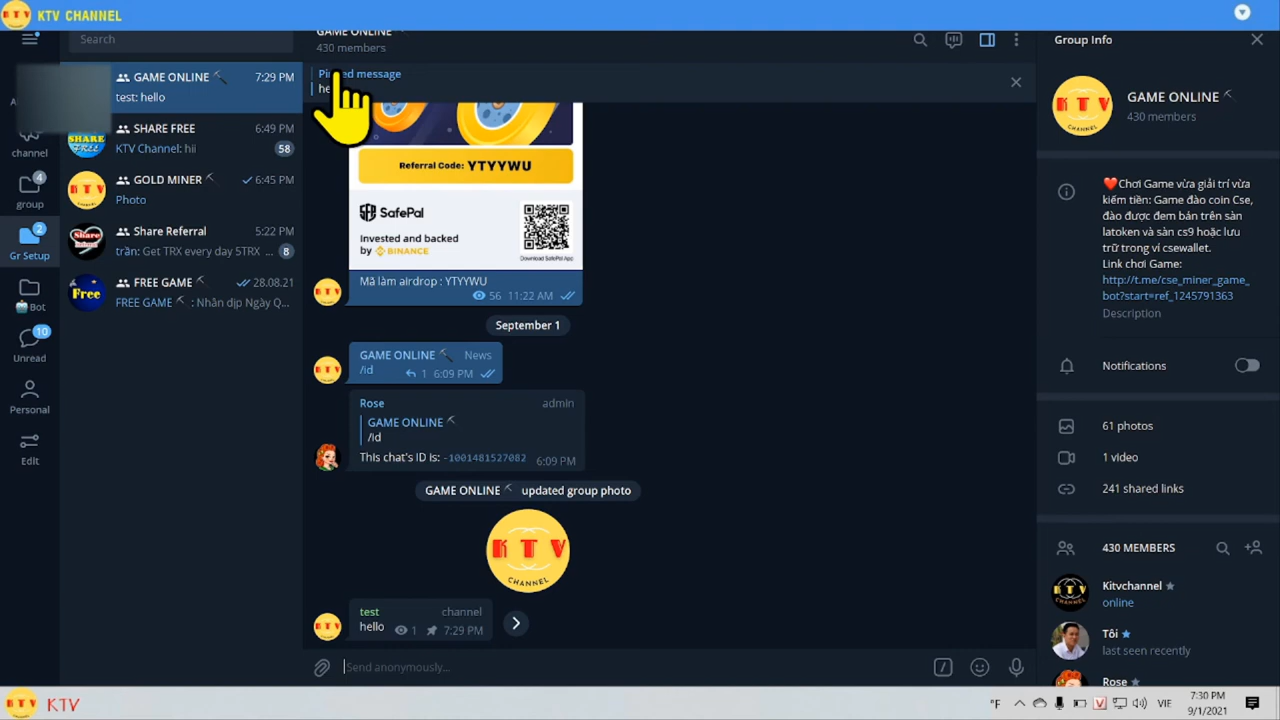 KTV CHANNEL
Search
channel
4
group
2
Gr Setup
Bot
10
Unread
Personal
Edit
GAME ONLINE
7:29 PM
test: hello
SHARE FREE
6:49 PM
KTV Channel: hii
58
GOLD MINER
6:45 PM
Photo
Share Referral
5:22 PM
trần: Get TRX every day 5TRX ...
8
FREE GAME
28.08.21
FREE GAME : Nhân dịp Ngày Q...
GAME ONLINE
430 members
Pinned message
Referral Code: YTYYWU
SafePal
Invested and backed
by BINANCE
Download SafePal App
Mã làm airdrop : YTYYWU
56 11:22 AM
September 1
GAME ONLINE News
/id
1 6:09 PM
Rose admin
GAME ONLINE
/id
This chat's ID is: -1001481527082 6:09 PM
GAME ONLINE updated group photo
KTV
CHANNEL
test channel
hello 1 7:29 PM
Send anonymously...
Group Info
KTV
CHANNEL
GAME ONLINE
430 members
❤️Chơi Game vừa giải trí vừa
kiếm tiền: Game đào coin Cse,
đào được đem bán trên sàn
latoken và sàn cs9 hoặc lưu
trữ trong ví csewallet.
Link chơi Game:
http://t.me/cse_miner_game_
bot?start=ref_1245791363
Description
Notifications
61 photos
1 video
241 shared links
430 MEMBERS
Kitvchannel
online
Tôi
last seen recently
Rose
KTV
°F
VIE
7:30 PM
9/1/2021